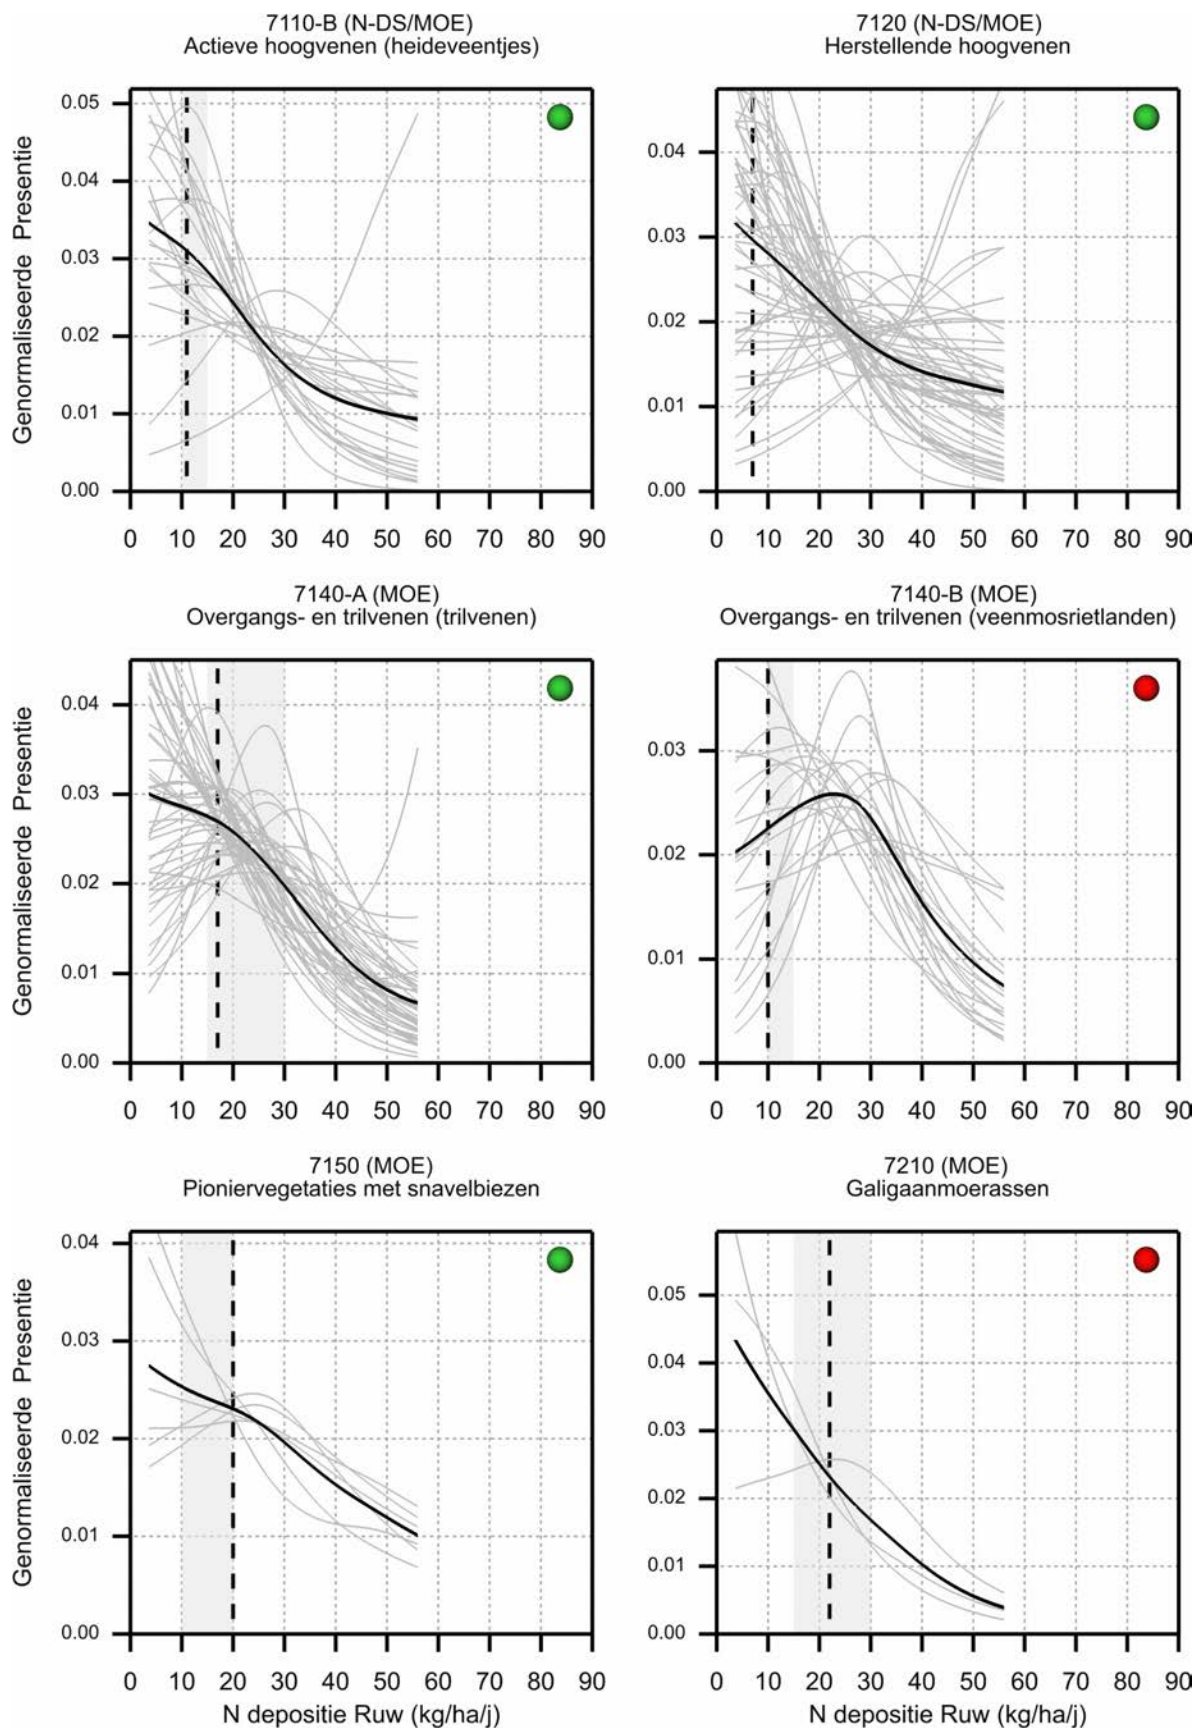 7110-B (N-DS/MOE)
Actieve hoogvenen (heideveentjes)
Genormaliseerde Presentie
0.05
0.04
0.03
0.02
0.01
0.00
0 10 20 30 40 50 60 70 80 90
7120 (N-DS/MOE)
Herstellende hoogvenen
0.04
0.03
0.02
0.01
0.00
0 10 20 30 40 50 60 70 80 90
7140-A (MOE)
Overgangs- en trilvenen (trilvenen)
Genormaliseerde Presentie
0.04
0.03
0.02
0.01
0.00
0 10 20 30 40 50 60 70 80 90
7140-B (MOE)
Overgangs- en trilvenen (veenmosrietlanden)
0.03
0.02
0.01
0.00
0 10 20 30 40 50 60 70 80 90
7150 (MOE)
Pioniervegetaties met snavelbiezen
Genormaliseerde Presentie
0.04
0.03
0.02
0.01
0.00
0 10 20 30 40 50 60 70 80 90
N depositie Ruw (kg/ha/j)
7210 (MOE)
Galigaanmoerassen
0.05
0.04
0.03
0.02
0.01
0.00
0 10 20 30 40 50 60 70 80 90
N depositie Ruw (kg/ha/j)